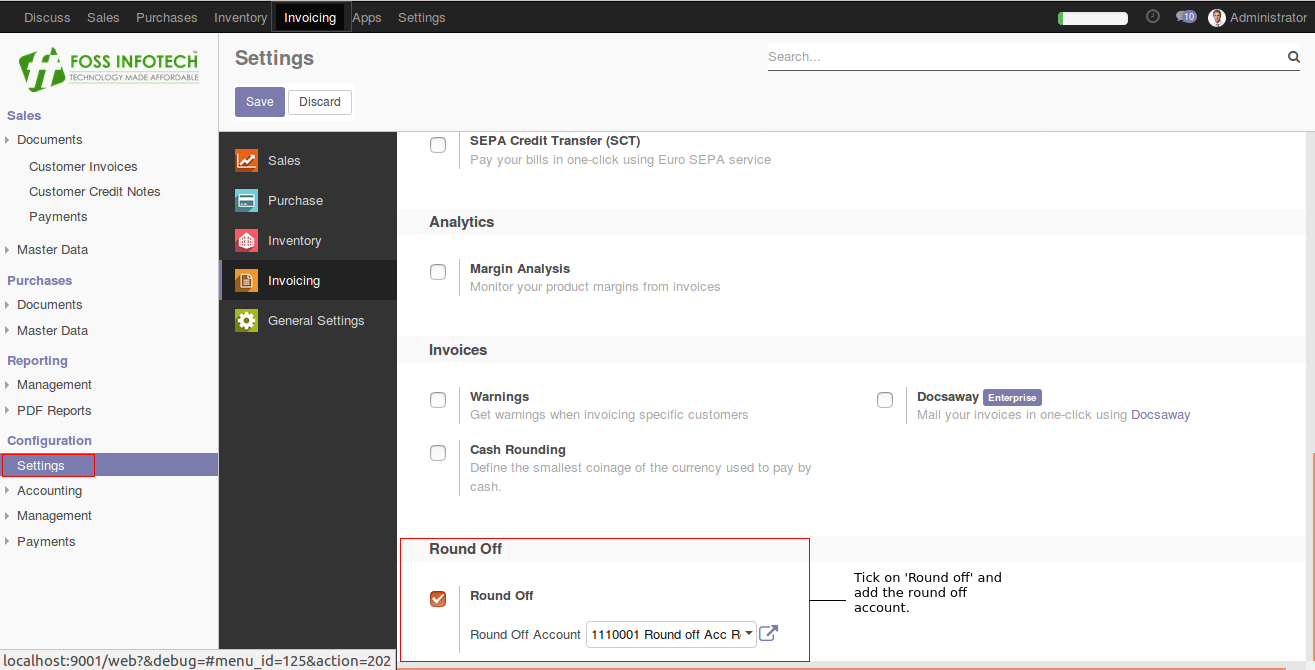 Discuss Sales Purchases Inventory Invoicing Apps Settings 10 Administrator
FOSS INFOTECH
TECHNOLOGY MADE AFFORDABLE
Sales
Documents
Customer Invoices
Customer Credit Notes
Payments
Master Data
Purchases
Documents
Master Data
Reporting
Management
PDF Reports
Configuration
Settings
Accounting
Management
Payments
localhost:9001/web?&debug=#menu_id=125&action=202
Settings
Search...
Save Discard
Sales
Purchase
Inventory
Invoicing
General Settings
SEPA Credit Transfer (SCT)
Pay your bills in one-click using Euro SEPA service
Analytics
Margin Analysis
Monitor your product margins from invoices
Invoices
Warnings
Get warnings when invoicing specific customers
Docsaway Enterprise
Mail your invoices in one-click using Docsaway
Cash Rounding
Define the smallest coinage of the currency used to pay by
cash.
Round Off
Round Off
Round Off Account 1110001 Round off Acc R
Tick on 'Round off' and
add the round off
account.